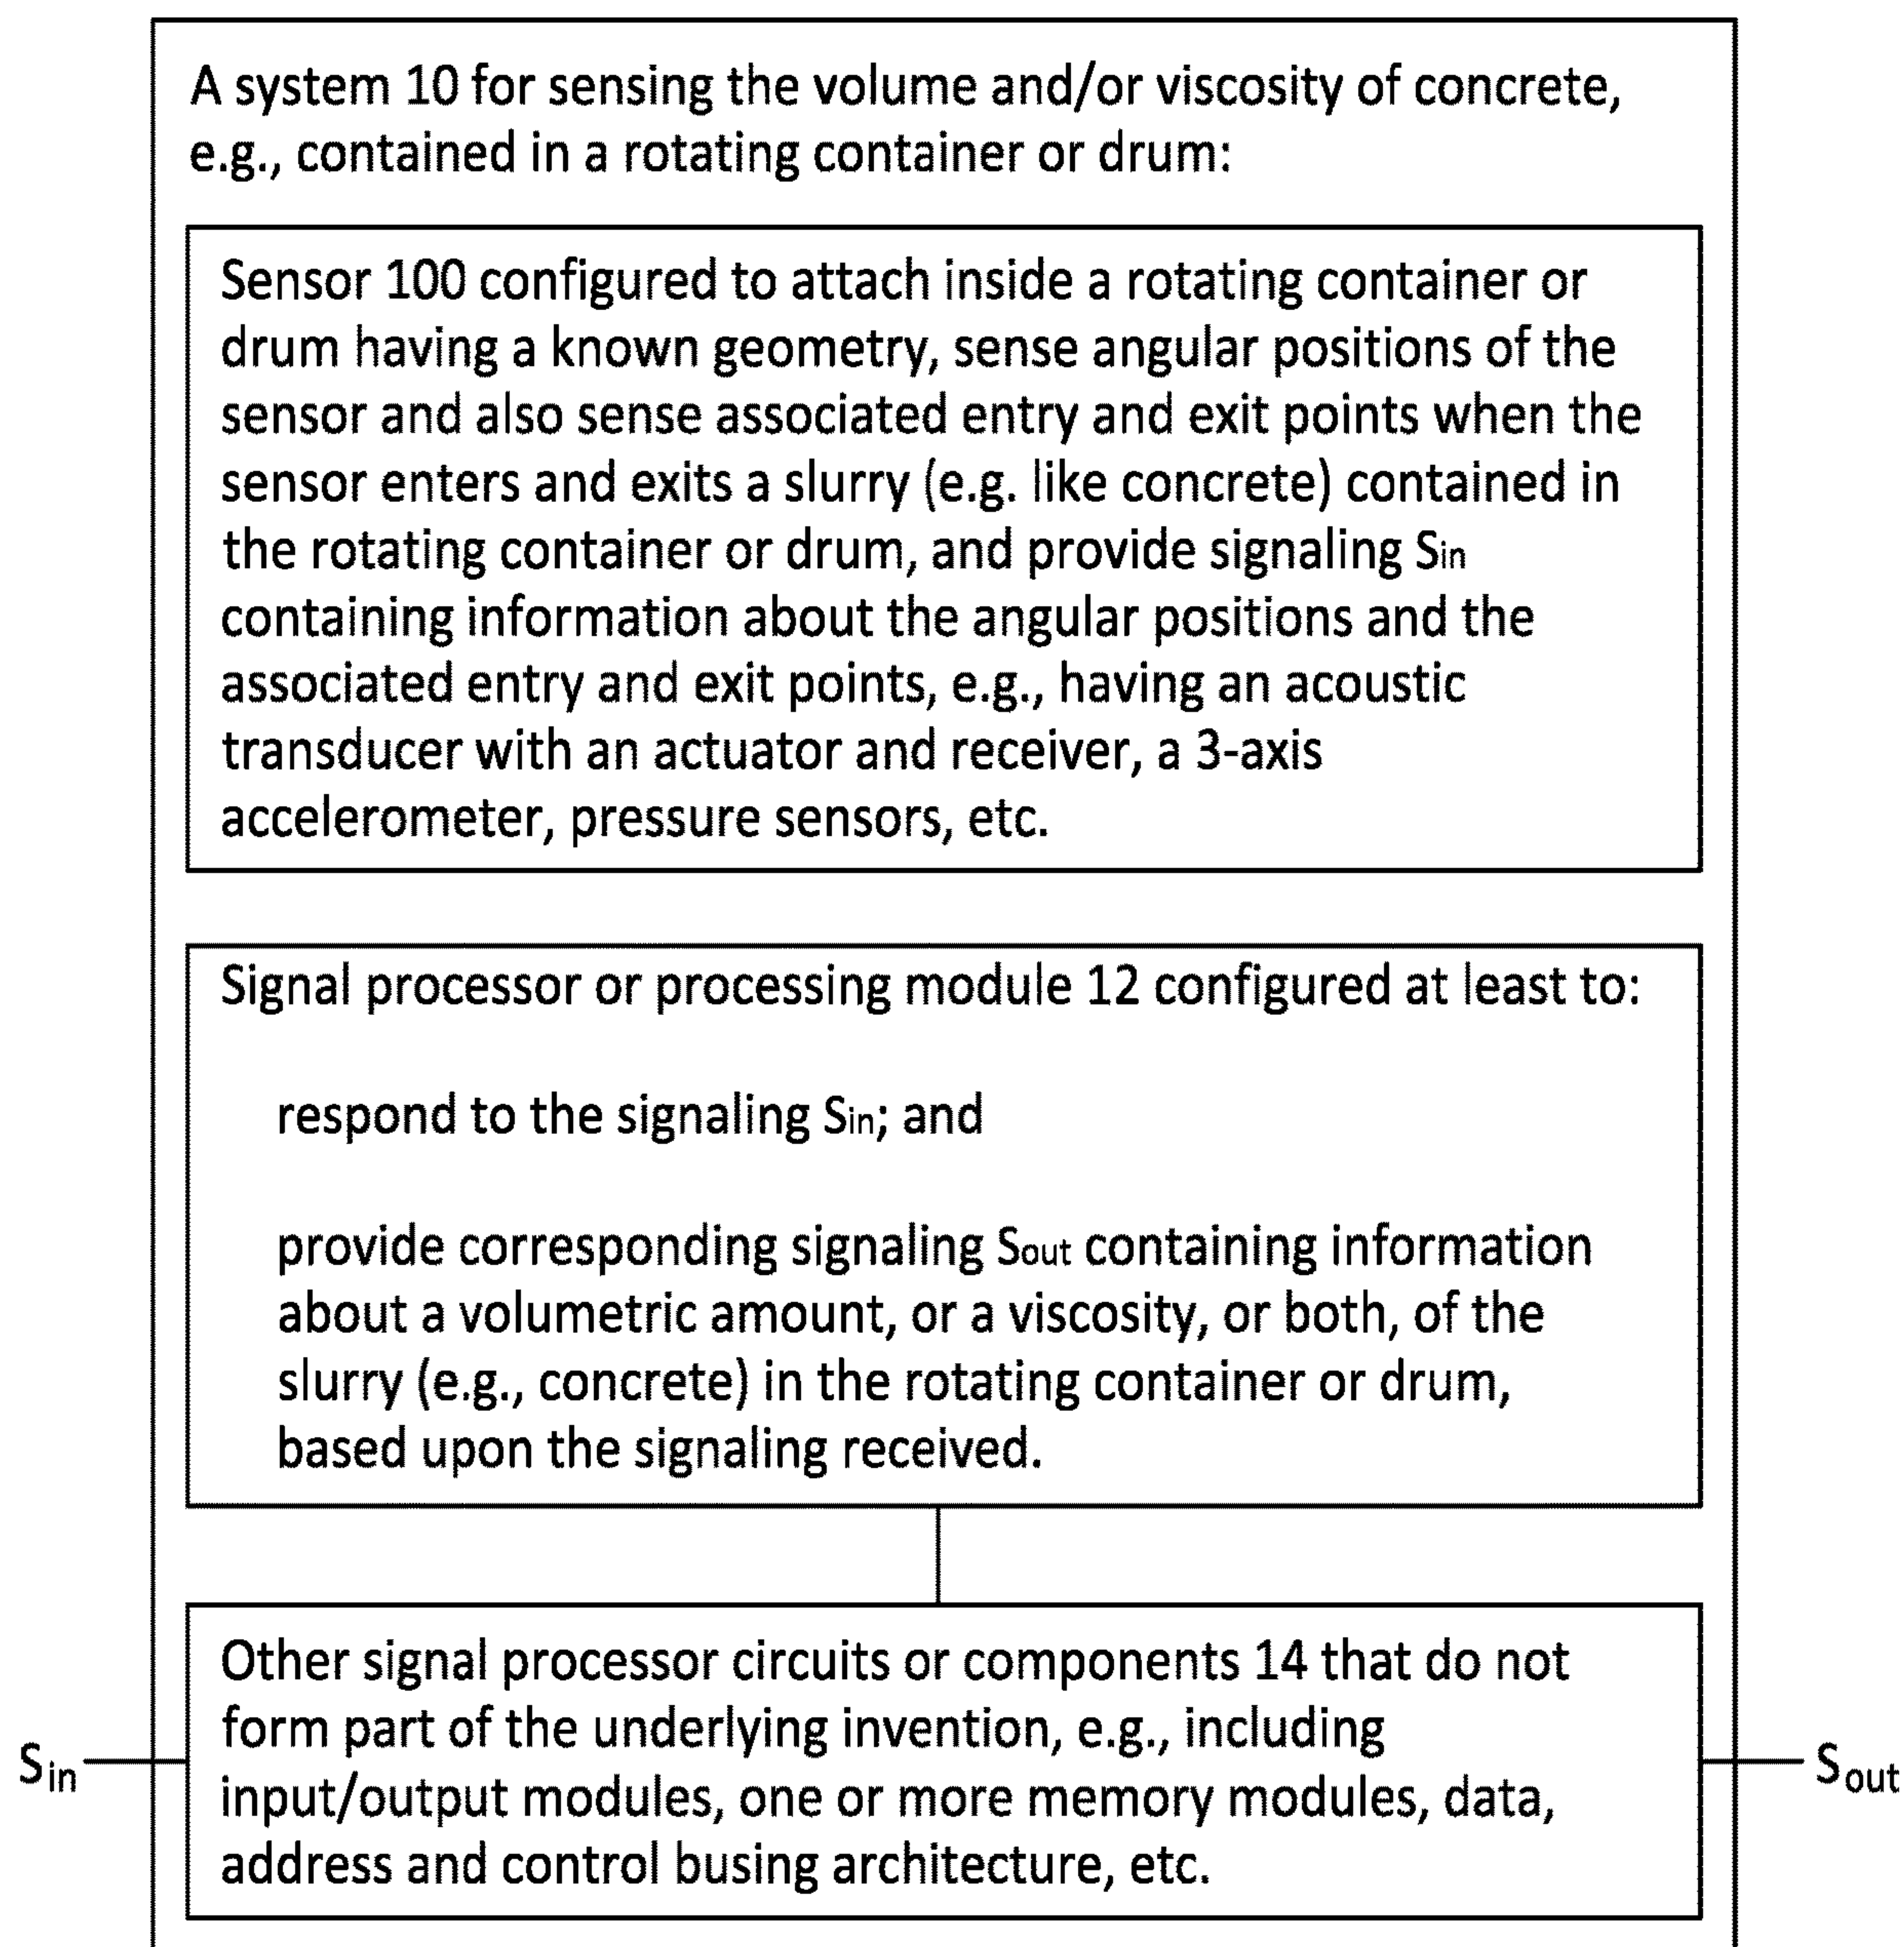 A system 10 for sensing the volume and/or viscosity of concrete,
e.g., contained in a rotating container or drum:
Sensor 100 configured to attach inside a rotating container or
drum having a known geometry, sense angular positions of the
sensor and also sense associated entry and exit points when the
sensor enters and exits a slurry (e.g. like concrete) contained in
the rotating container or drum, and provide signaling Sin
containing information about the angular positions and the
associated entry and exit points, e.g., having an acoustic
transducer with an actuator and receiver, a 3-axis
accelerometer, pressure sensors, etc.
Signal processor or processing module 12 configured at least to:
respond to the signaling Sin; and
provide corresponding signaling Sout containing information
about a volumetric amount, or a viscosity, or both, of the
slurry (e.g., concrete) in the rotating container or drum,
based upon the signaling received.
Other signal processor circuits or components 14 that do not
form part of the underlying invention, e.g., including
input/output modules, one or more memory modules, data,
address and control busing architecture, etc.
Sin
Sout